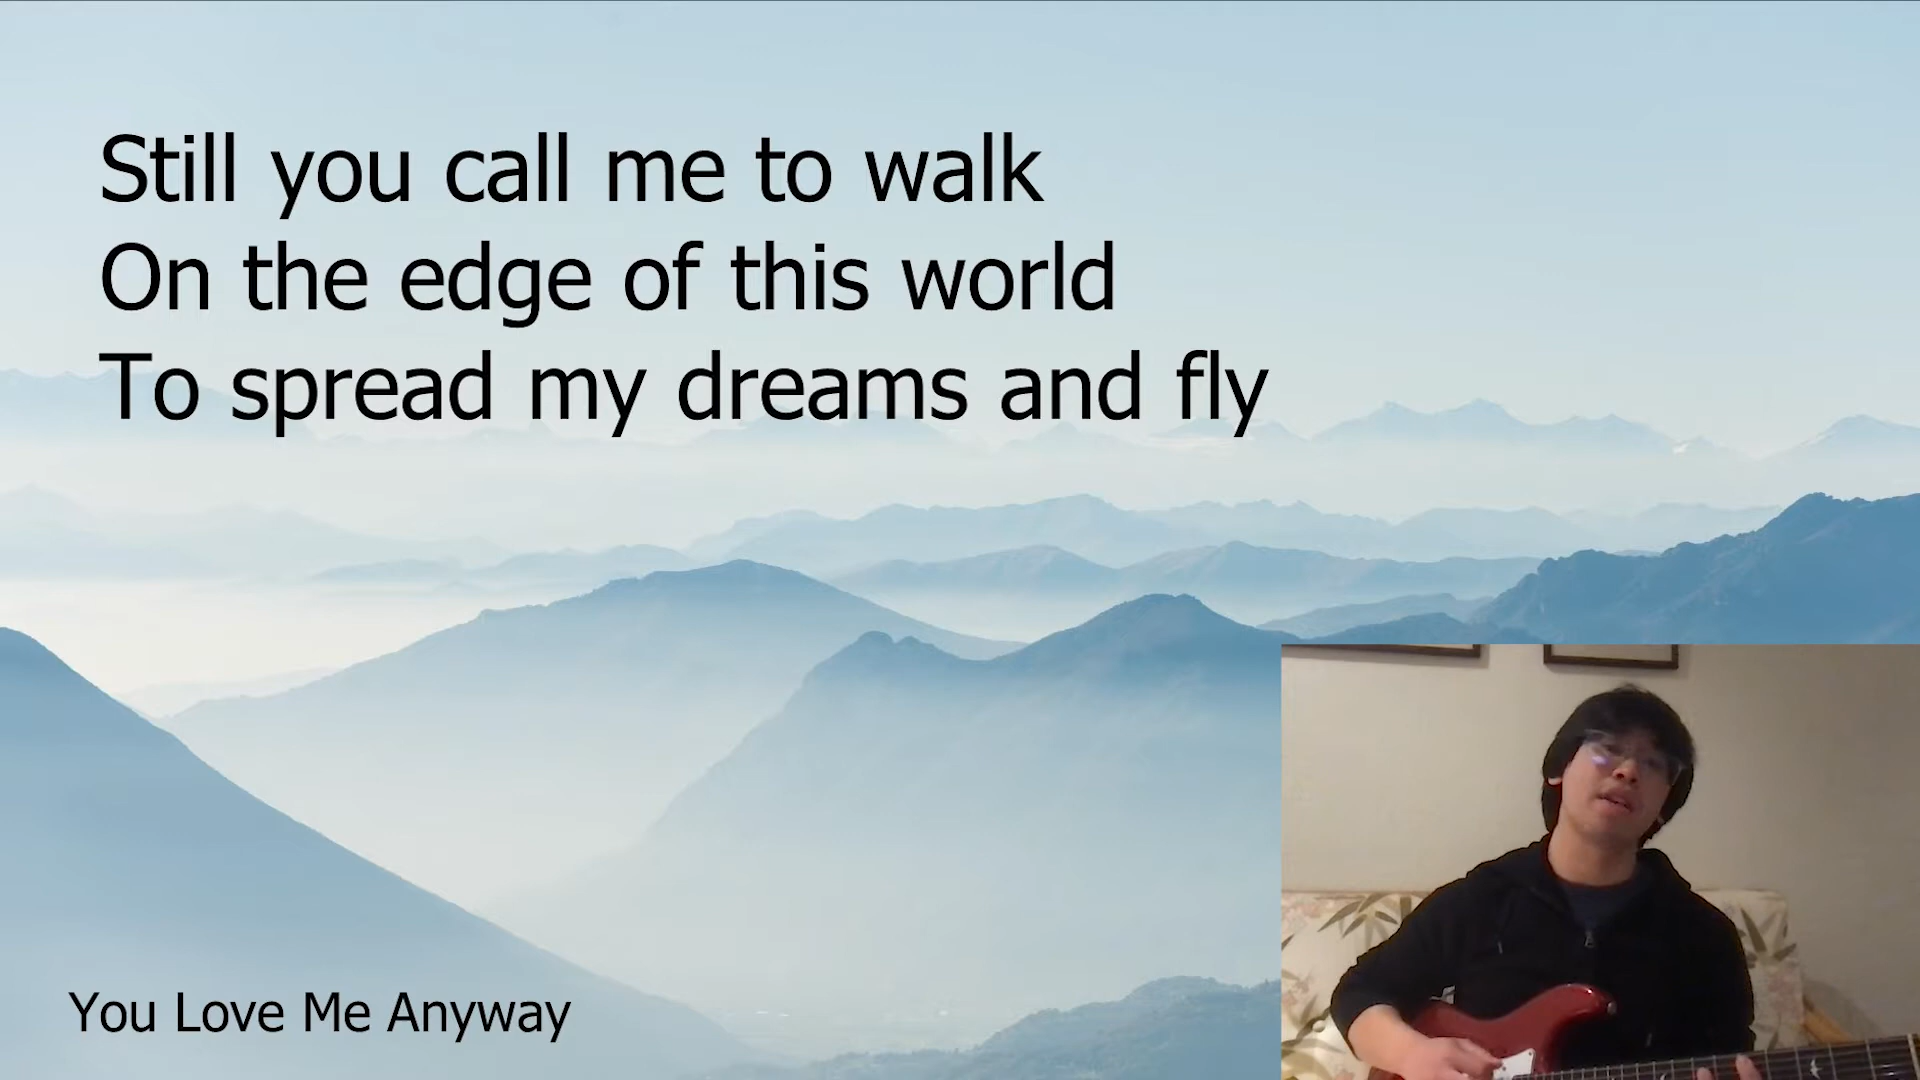 Still you call me to walk
On the edge of this world
To spread my dreams and fly
You Love Me Anyway